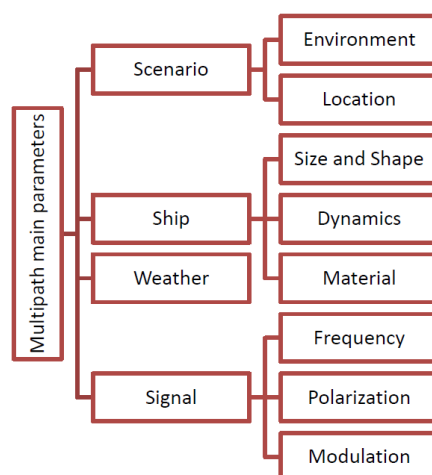 Multipath main parameters
Scenario
Environment
Location
Ship
Size and Shape
Dynamics
Material
Weather
Signal
Frequency
Polarization
Modulation